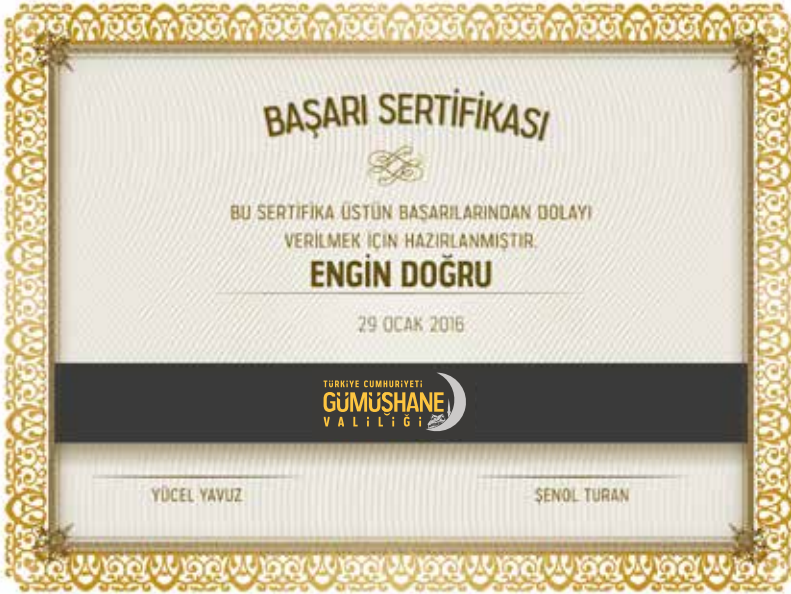 BAŞARI SERTİFİKASI
BU SERTİFİKA ÜSTÜN BAŞARILARINDAN DOLAYI
VERİLMEK İÇİN HAZIRLANMIŞTIR.
ENGİN DOĞRU
29 OCAK 2016
TÜRKİYE CUMHURİYETİ
GÜMÜŞHANE
VALİLİĞİ
YÜCEL YAVUZ
ŞENOL TURAN